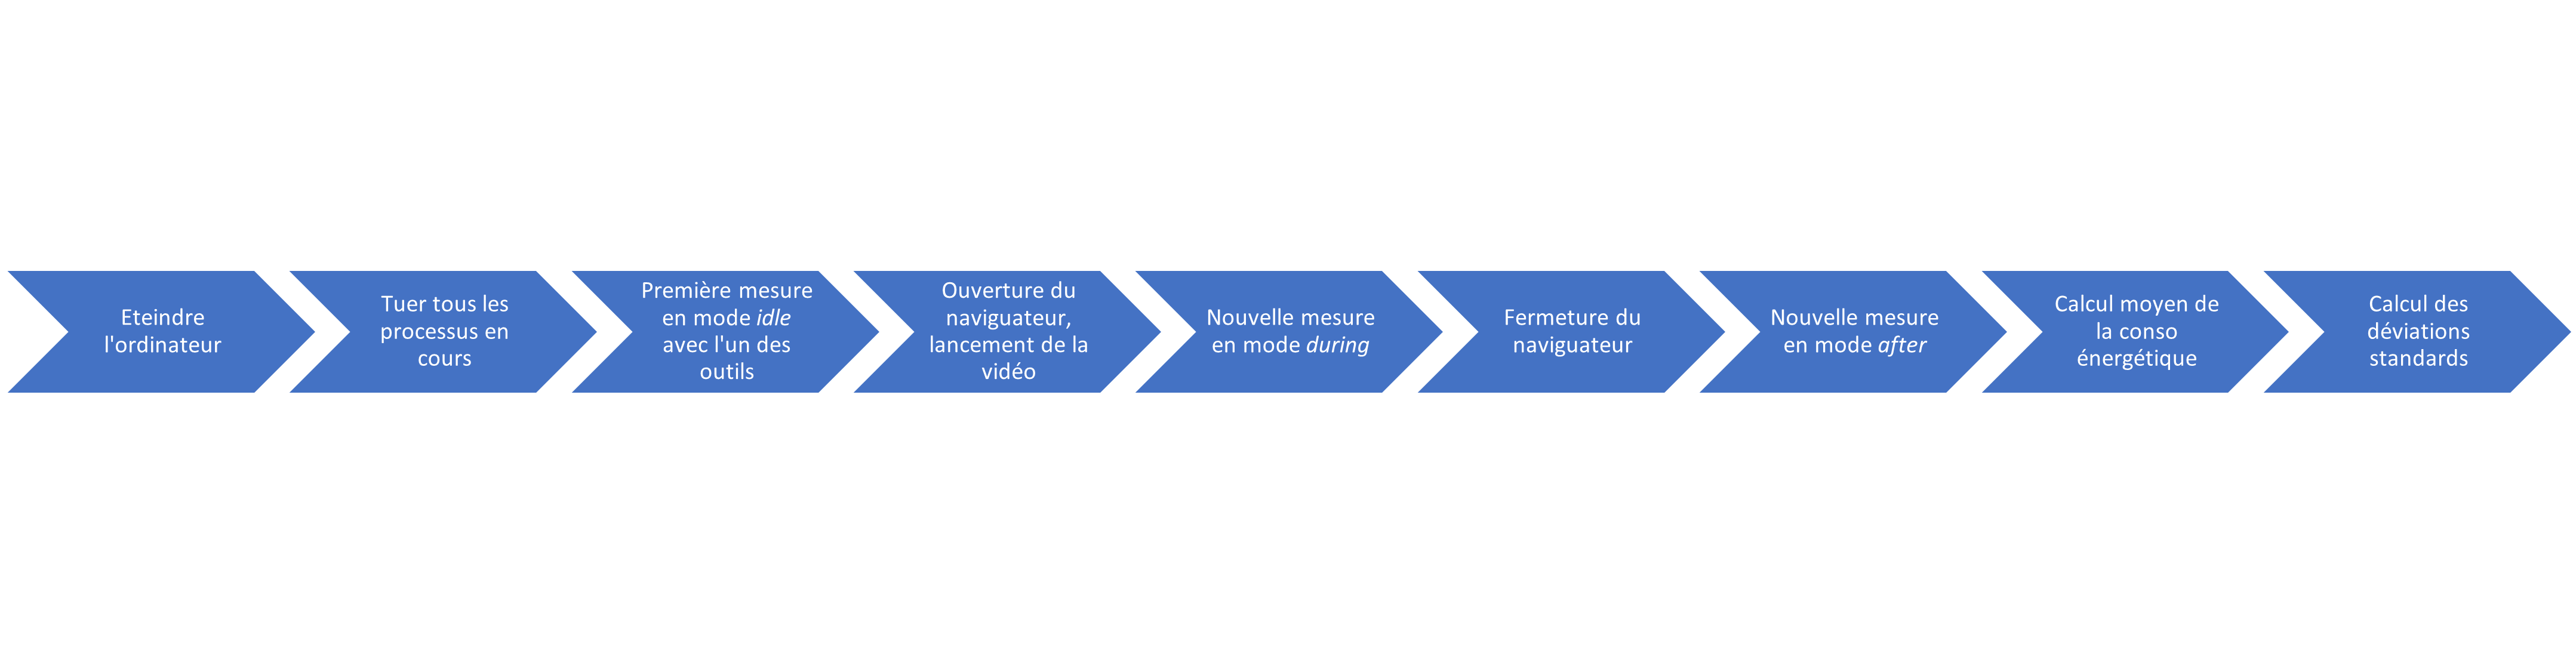 Eteindre
l'ordinateur
Tuer tous les
processus en
cours
Première mesure
en mode idle
avec l'un des
outils
Ouverture du
naviguateur,
lancement de la
vidéo
Nouvelle mesure
en mode during
Fermeture du
naviguateur
Nouvelle mesure
en mode after
Calcul moyen de
la conso
énergétique
Calcul des
déviations
standards